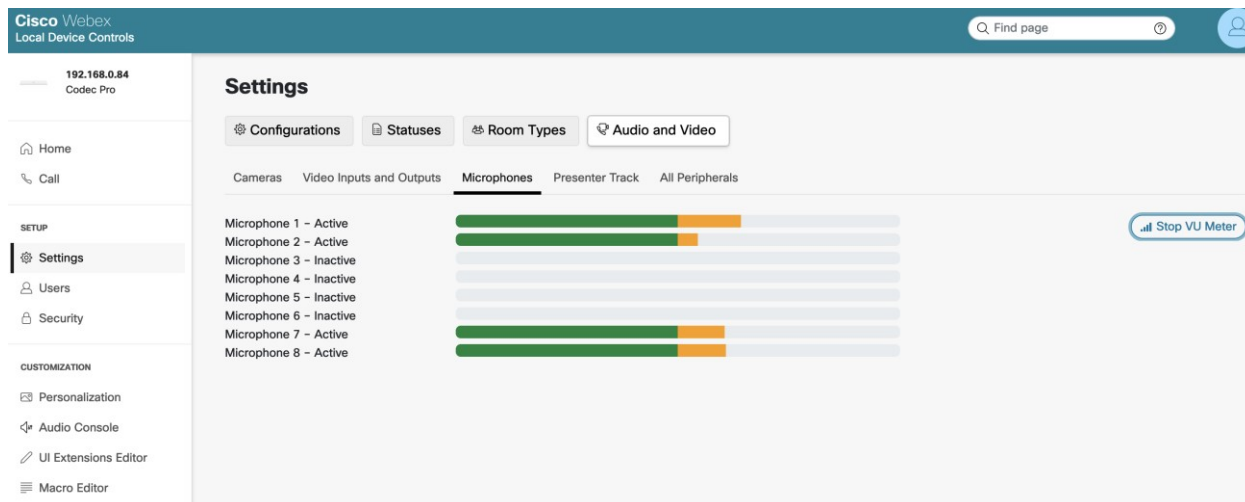 Cisco Webex
Local Device Controls
Find page
192.168.0.84
Codec Pro
Home
Call
SETUP
Settings
Users
Security
CUSTOMIZATION
Personalization
Audio Console
UI Extensions Editor
Macro Editor
Settings
Configurations Statuses Room Types Audio and Video
Cameras Video Inputs and Outputs Microphones Presenter Track All Peripherals
Microphone 1 – Active
Microphone 2 – Active
Microphone 3 – Inactive
Microphone 4 – Inactive
Microphone 5 – Inactive
Microphone 6 – Inactive
Microphone 7 – Active
Microphone 8 – Active
Stop VU Meter